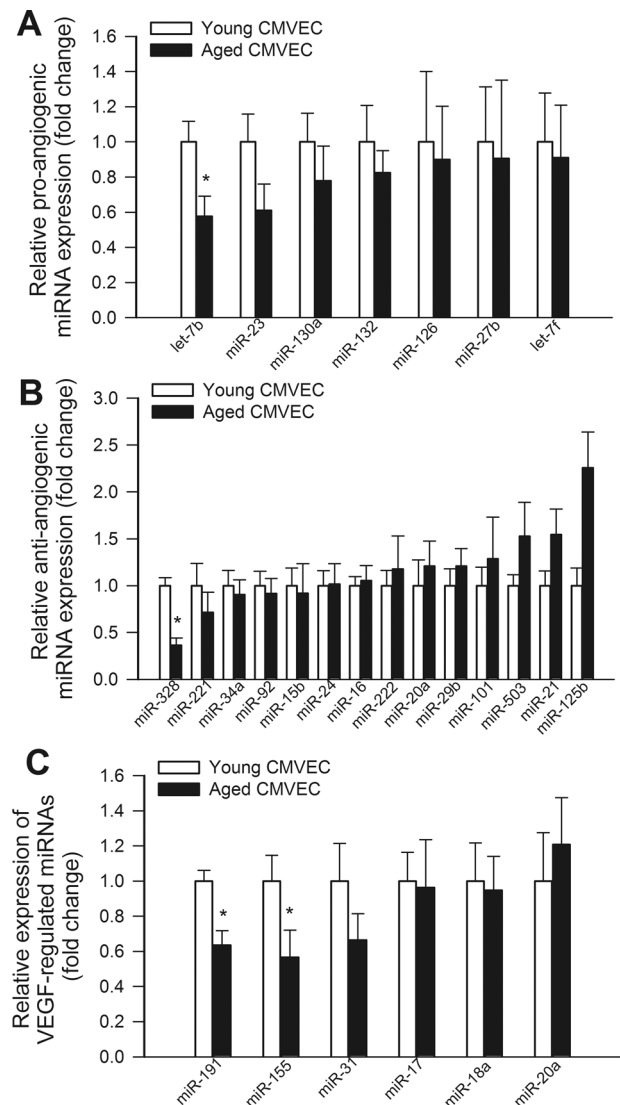 A
Young CMVEC
Aged CMVEC
Relative pro-angiogenic
miRNA expression (fold change)
1.6
1.4
1.2
1.0
0.8
0.6
0.4
0.2
0.0
*
let-7b
miR-23
miR-130a
miR-132
miR-126
miR-27b
let-7f
B
Young CMVEC
Aged CMVEC
Relative anti-angiogenic
miRNA expression (fold change)
3.0
2.5
2.0
1.5
1.0
0.5
0.0
*
miR-328
miR-221
miR-34a
miR-92
miR-15b
miR-24
miR-16
miR-222
miR-20a
miR-29b
miR-101
miR-503
miR-21
miR-125b
C
Young CMVEC
Aged CMVEC
Relative expression of
VEGF-regulated miRNAs
(fold change)
1.6
1.4
1.2
1.0
0.8
0.6
0.4
0.2
0.0
*
*
miR-191
miR-155
miR-31
miR-17
miR-18a
miR-20a